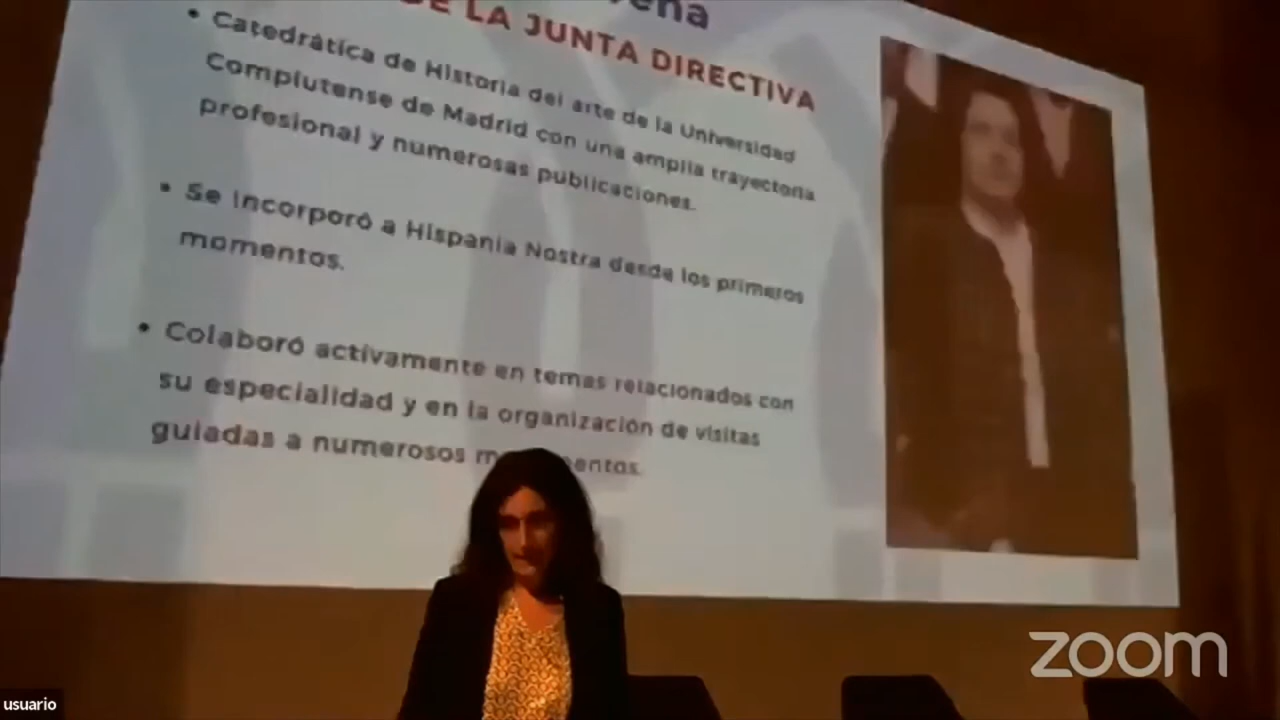 DE LA JUNTA DIRECTIVA
• Catedrática de Historia del arte de la Universidad
Complutense de Madrid con una amplia trayectoria
profesional y numerosas publicaciones.
• Se incorporó a Hispania Nostra desde los primeros
momentos.
• Colaboró activamente en temas relacionados con
su especialidad y en la organización de visitas
guiadas a numerosos
zoom
usuario